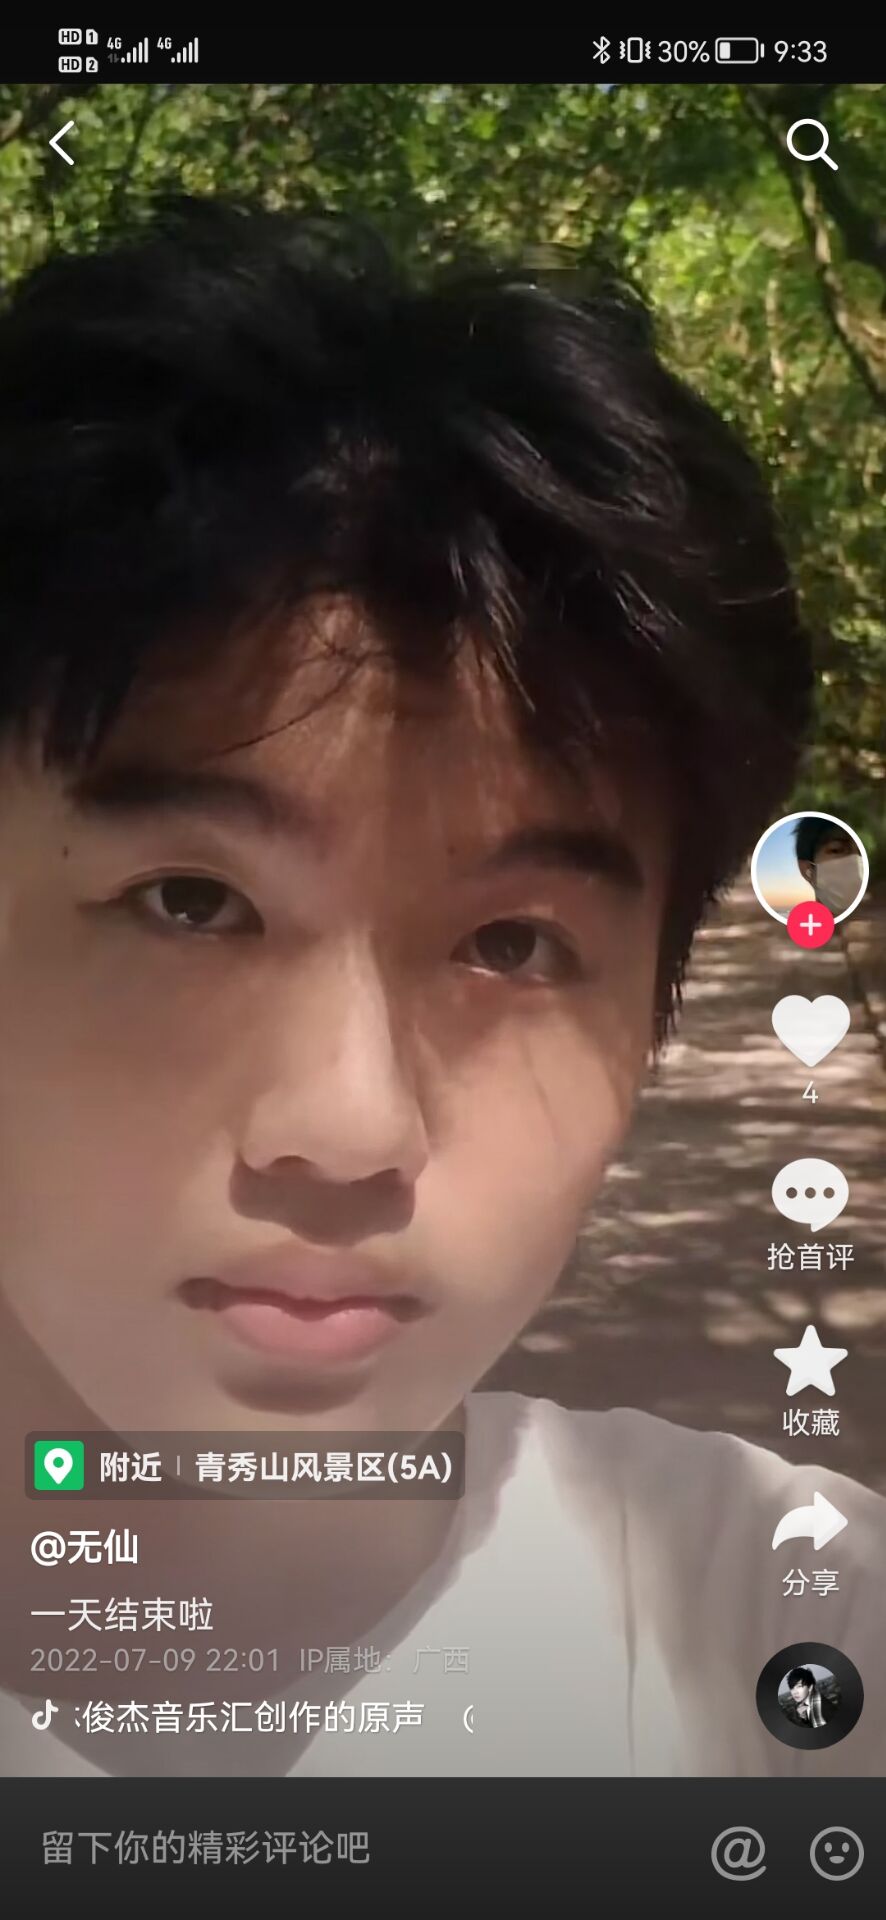 HD 1 4G 4G 30% 9:33
HD 2
4
抢首评
收藏
附近 | 青秀山风景区(5A)
@无仙
分享
一天结束啦
2022-07-09 22:01 IP属地：广西
俊杰音乐汇创作的原声 @
留下你的精彩评论吧